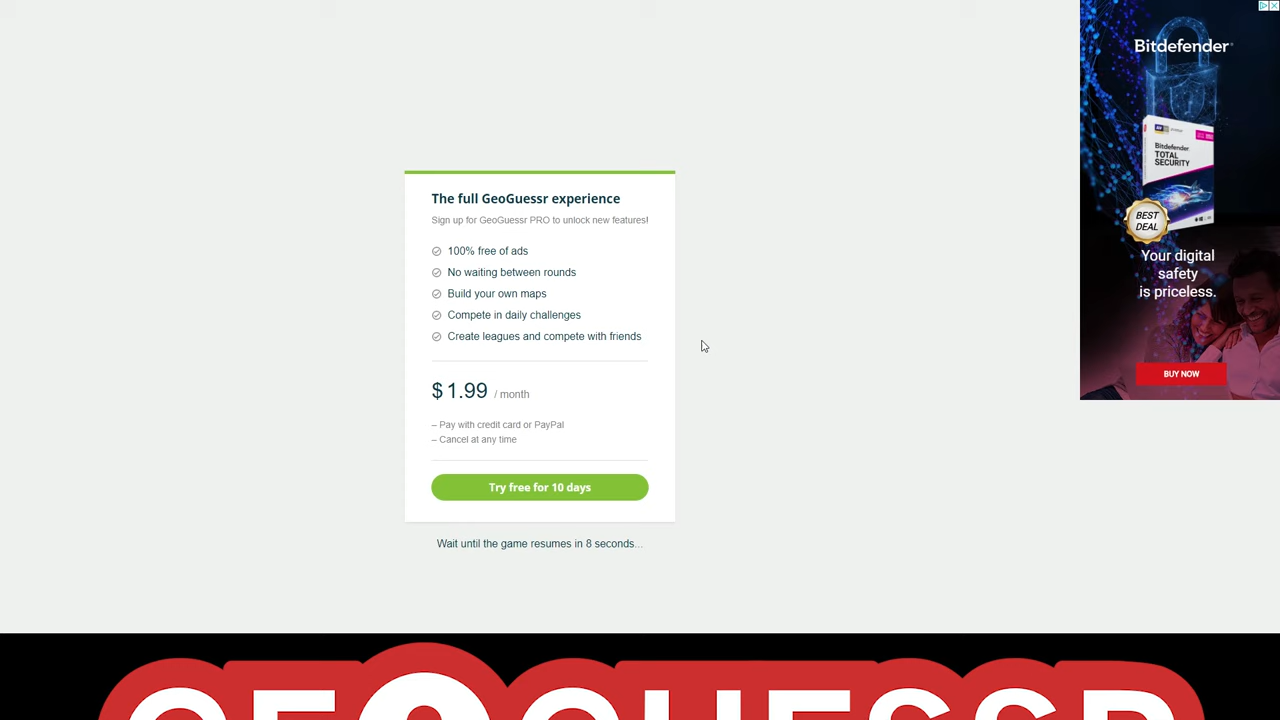 The full GeoGuessr experience
Sign up for GeoGuessr PRO to unlock new features!
100% free of ads
No waiting between rounds
Build your own maps
Compete in daily challenges
Create leagues and compete with friends
$ 1.99 / month
– Pay with credit card or PayPal
– Cancel at any time
Try free for 10 days
Wait until the game resumes in 8 seconds...
Bitdefender
Bitdefender
TOTAL
SECURITY
BEST
DEAL
Your digital
safety
is priceless.
BUY NOW
GEOGUESSR